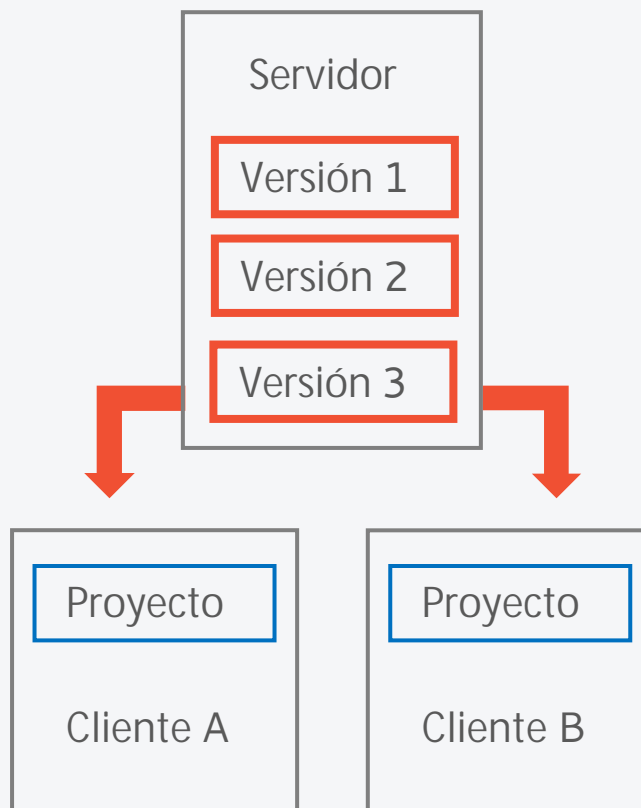 Servidor
Versión 1
Versión 2
Versión 3
Proyecto
Cliente A
Proyecto
Cliente B